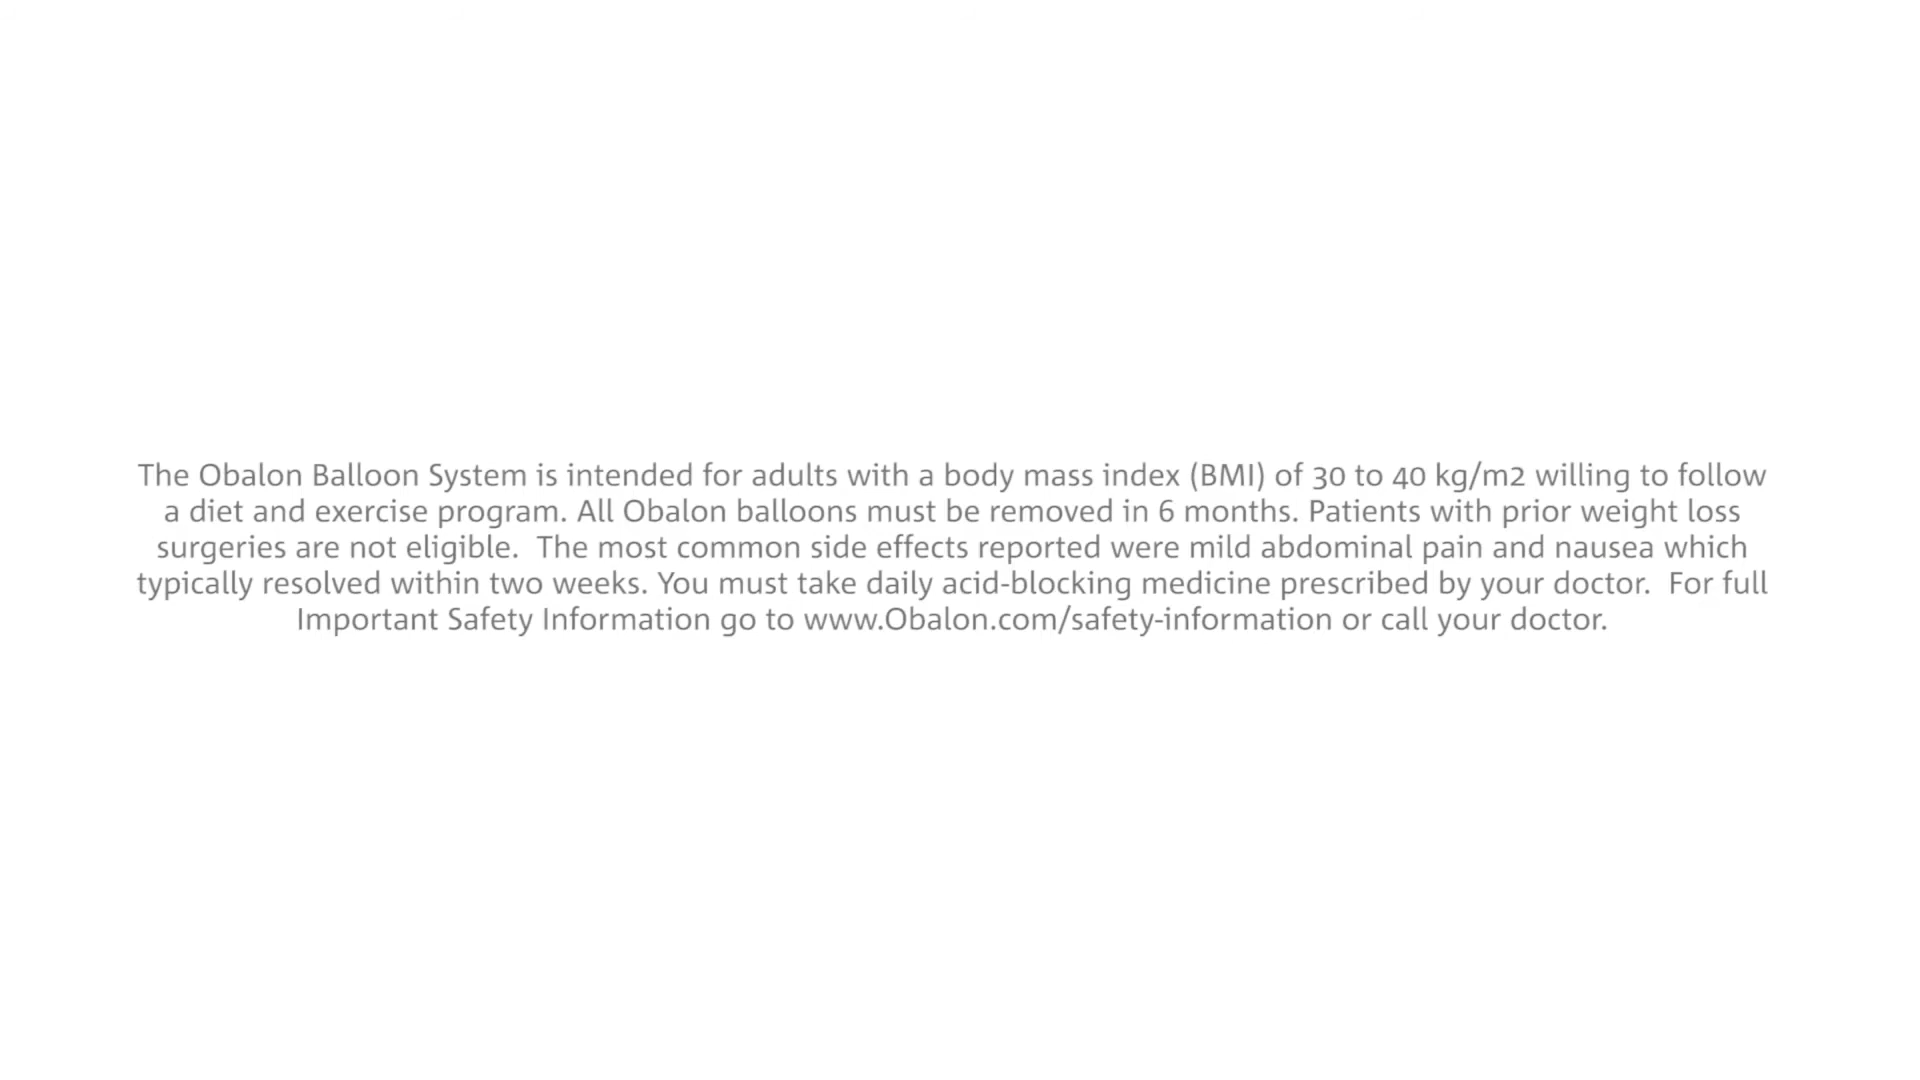 The Obalon Balloon System is intended for adults with a body mass index (BMI) of 30 to 40 kg/m2 willing to follow
a diet and exercise program. All Obalon balloons must be removed in 6 months. Patients with prior weight loss
surgeries are not eligible.  The most common side effects reported were mild abdominal pain and nausea which
typically resolved within two weeks. You must take daily acid-blocking medicine prescribed by your doctor.  For full
Important Safety Information go to www.Obalon.com/safety-information or call your doctor.